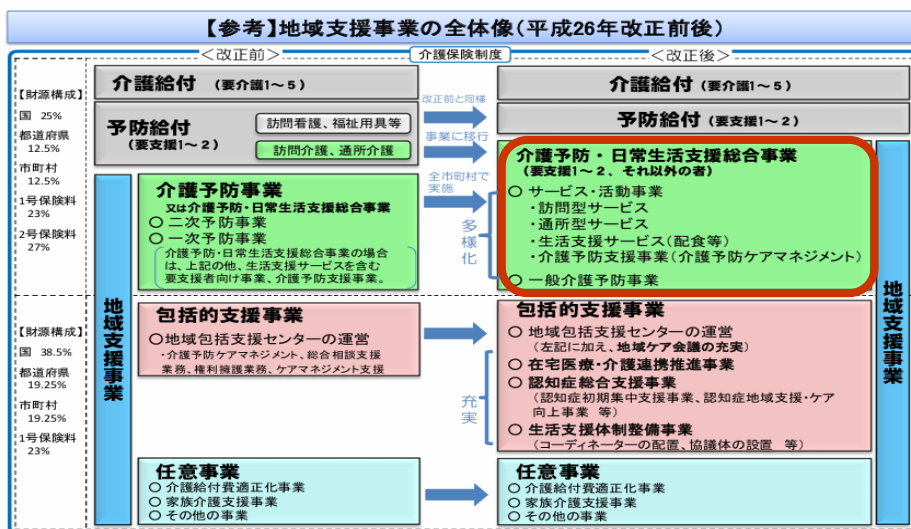 【参考】地域支援事業の全体像(平成26年改正前後)
<改正前>
介護保険制度
<改正後>
【財源構成】
国 25%
都道府県
12.5%
市町村
12.5%
1号保険料
23%
2号保険料
27%
【財源構成】
国 38.5%
都道府県
19.25%
市町村
19.25%
1号保険料
23%
介護給付 (要介護1~5)
予防給付
(要支援1~2)
訪問看護、福祉用具等
訪問介護、通所介護
地域支援事業
介護予防事業
又は介護予防・日常生活支援総合事業
○ 二次予防事業
○ 一次予防事業
介護予防・日常生活支援総合事業の場合
は、上記の他、生活支援サービスを含む
要支援者向け事業、介護予防支援事業。
包括的支援事業
○地域包括支援センターの運営
・介護予防ケアマネジメント、総合相談支援
業務、権利擁護業務、ケアマネジメント支援
任意事業
○ 介護給付費適正化事業
○ 家族介護支援事業
○ その他の事業
改正前と同様
事業に移行
全市町村で
実施
多様化
充実
介護給付 (要介護1~5)
予防給付 (要支援1~2)
介護予防・日常生活支援総合事業
(要支援1~2、それ以外の者)
○ サービス・活動事業
・訪問型サービス
・通所型サービス
・生活支援サービス(配食等)
・介護予防支援事業(介護予防ケアマネジメント)
○ 一般介護予防事業
包括的支援事業
○ 地域包括支援センターの運営
(左記に加え、地域ケア会議の充実)
○ 在宅医療・介護連携推進事業
○ 認知症総合支援事業
(認知症初期集中支援事業、認知症地域支援・ケア
向上事業 等)
○ 生活支援体制整備事業
(コーディネーターの配置、協議体の設置 等)
任意事業
○ 介護給付費適正化事業
○ 家族介護支援事業
○ その他の事業
地域支援事業